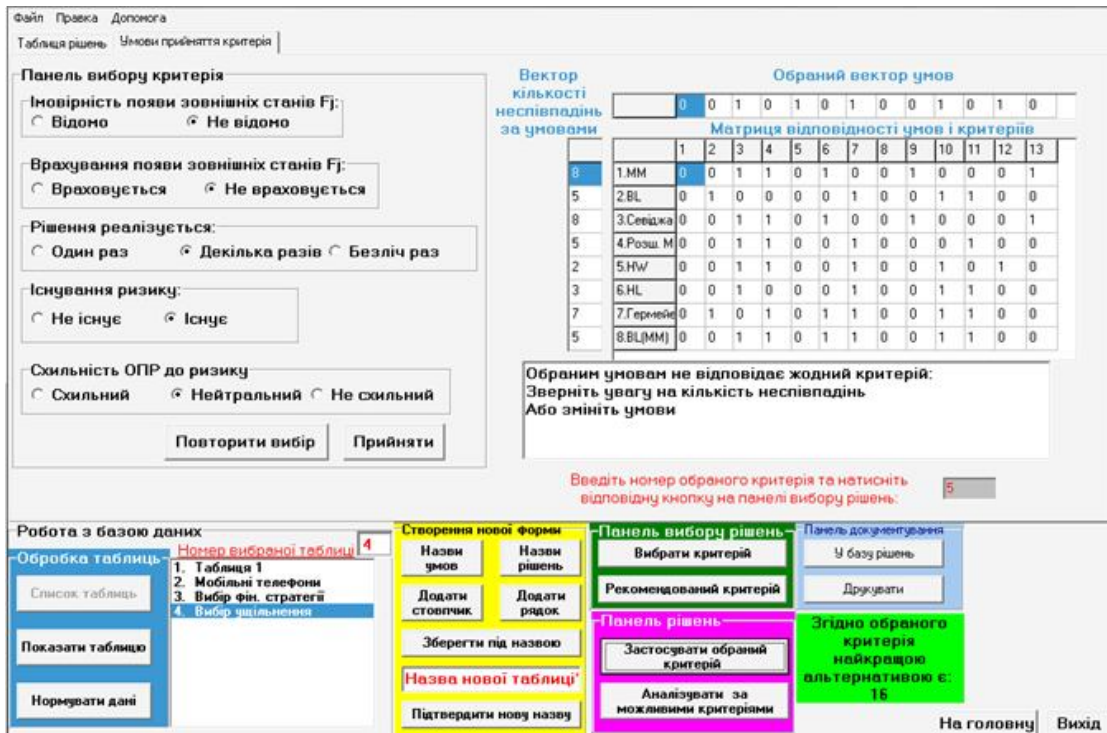 Файл Правка Допомога
Таблиця рішень Умови прийняття критерія
Панель вибору критерія
Імовірність появи зовнішніх станів Fj:
Відомо Не відомо
Врахування появи зовнішніх станів Fj:
Враховується Не враховується
Рішення реалізується:
Один раз Декілька разів Безліч раз
Існування ризику:
Не існує Існує
Схильність ОПР до ризику
Схильний Нейтральний Не схильний
Повторити вибір Прийняти
Вектор
кількості
неспівпадінь
за умовами
8
5
8
5
2
3
7
5
Обраний вектор умов
0 0 1 0 1 0 1 0 0 1 0 1 0
Матриця відповідності умов і критеріїв
1 2 3 4 5 6 7 8 9 10 11 12 13
1.MM 0 0 1 1 0 1 0 0 1 0 0 0 1
2.BL 0 1 0 0 0 0 1 0 0 1 1 0 0
3.Севіджа 0 0 1 1 0 1 0 0 1 0 0 0 1
4.Розш. М 0 0 1 1 0 0 1 0 0 0 1 0 0
5.HW 0 0 1 1 0 0 1 0 0 1 0 1 0
6.HL 0 0 1 0 0 0 1 0 0 1 1 0 0
7.Гермейе 0 1 0 1 0 1 1 0 0 1 1 0 0
8.BL(MM) 0 0 1 1 0 1 1 0 0 1 1 0 0
Обраним умовам не відповідає жодний критерій:
Зверніть увагу на кількість неспівпадінь
Або змініть умови
Введіть номер обраного критерія та натисніть
відповідну кнопку на панелі вибору рішень:
5
Робота з базою даних
Обробка таблиць
Номер вибраної таблиці 4
Список таблиць
Показати таблицю
Нормувати дані
1. Таблиця 1
2. Мобільні телефони
3. Вибір фін. стратегії
4. Вибір ущільнення
Створення нової форми
Назви умов
Назви рішень
Додати стовпчик
Додати рядок
Зберегти під назвою
Назва нової таблиці'
Підтвердити нову назву
Панель вибору рішень
Вибрати критерій
Рекомендований критерій
Панель рішень
Застосувати обраний
критерій
Аналізувати за
можливими критеріями
Панель документування
У базу рішень
Друкувати
Згідно обраного
критерія
найкращою
альтернативою є:
16
На головну Вихід